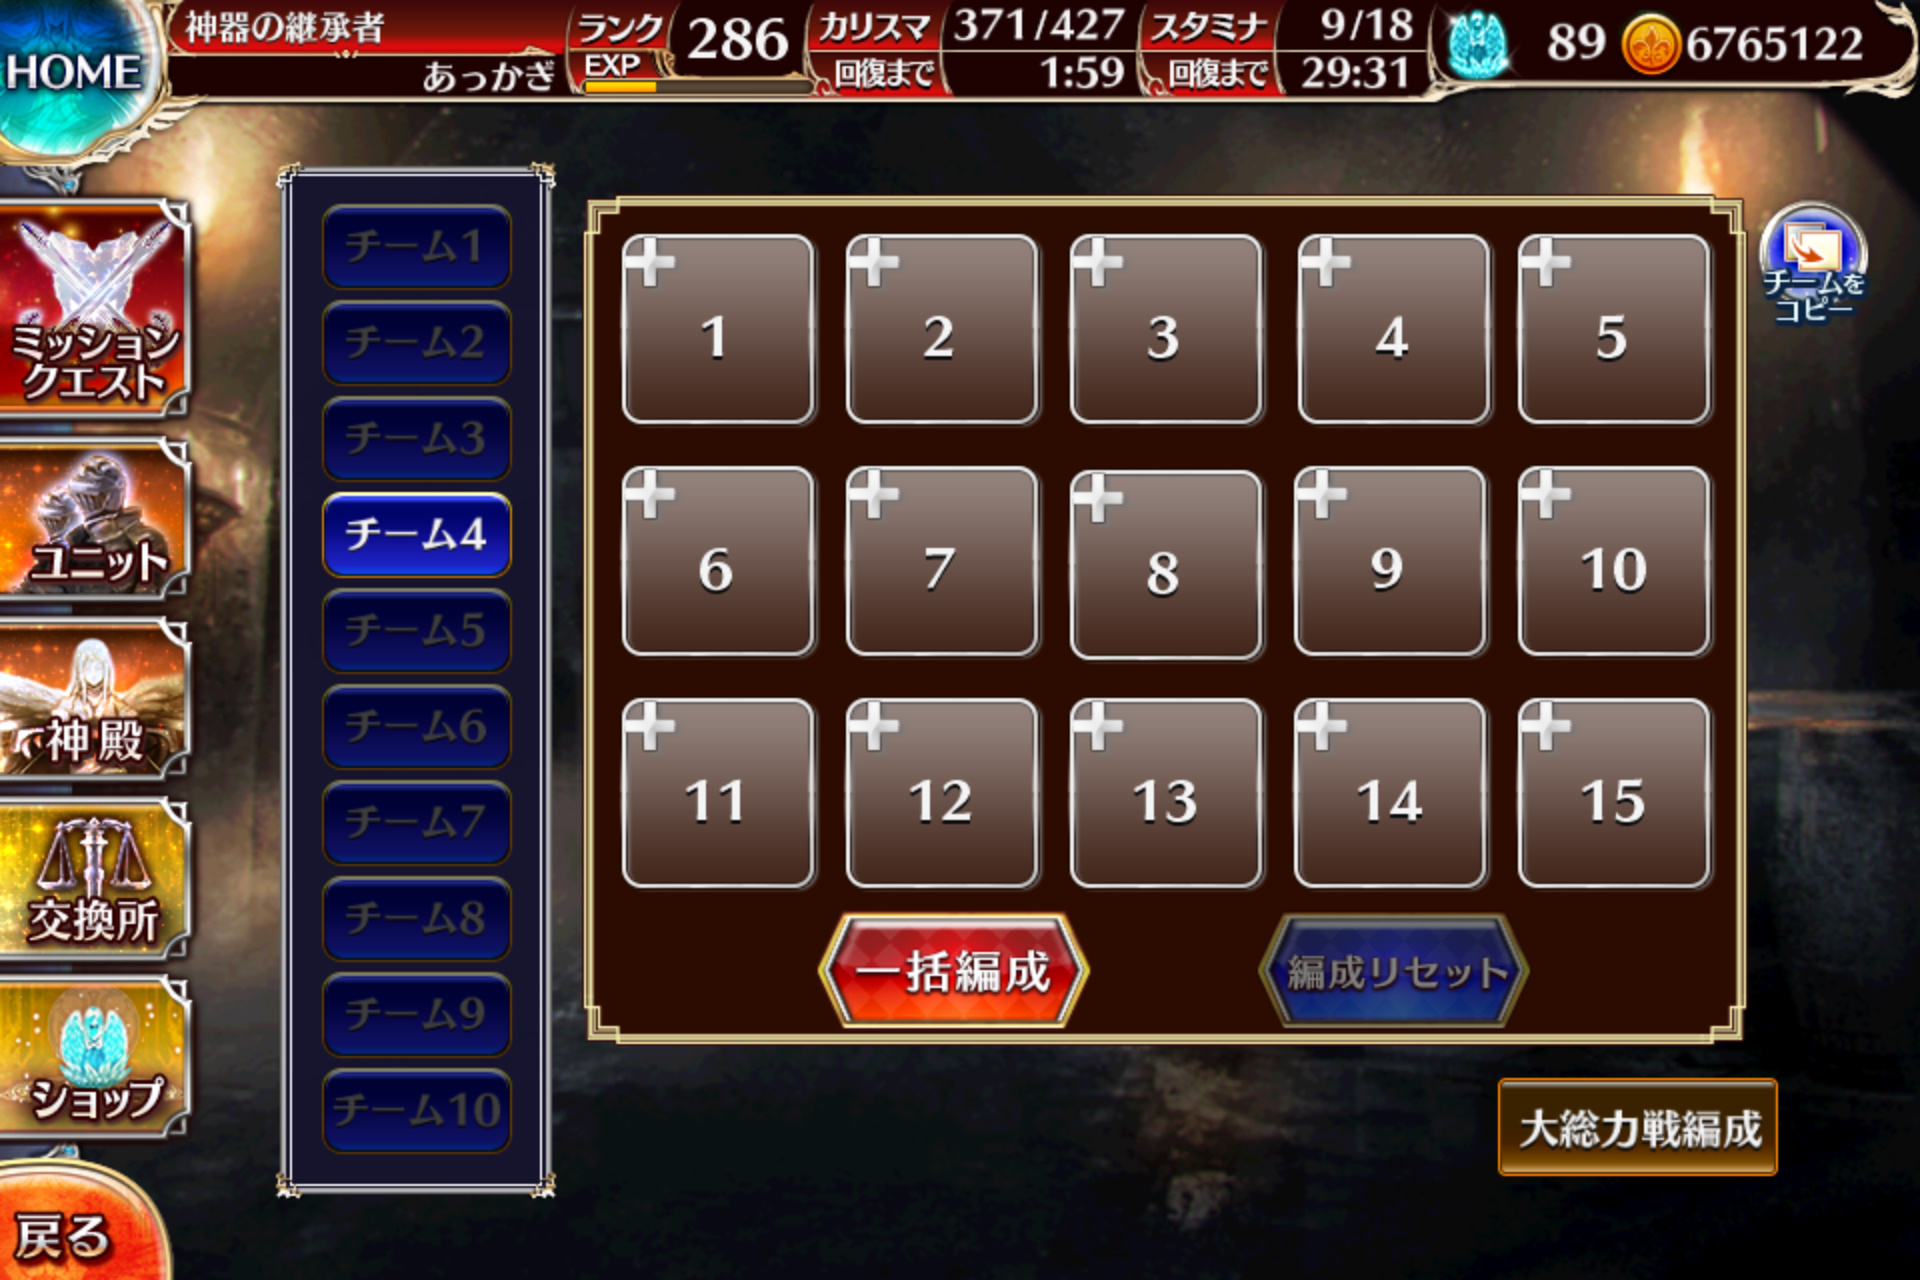 HOME
神器の継承者
あっかぎ
ランク
EXP
286
カリスマ
回復まで
371/427
1:59
スタミナ
回復まで
9/18
29:31
89
6765122
ミッション
クエスト
ユニット
神殿
交換所
ショップ
戻る
チーム1
チーム2
チーム3
チーム4
チーム5
チーム6
チーム7
チーム8
チーム9
チーム10
1
2
3
4
5
6
7
8
9
10
11
12
13
14
15
一括編成
編成リセット
チームを
コピー
大総力戦編成